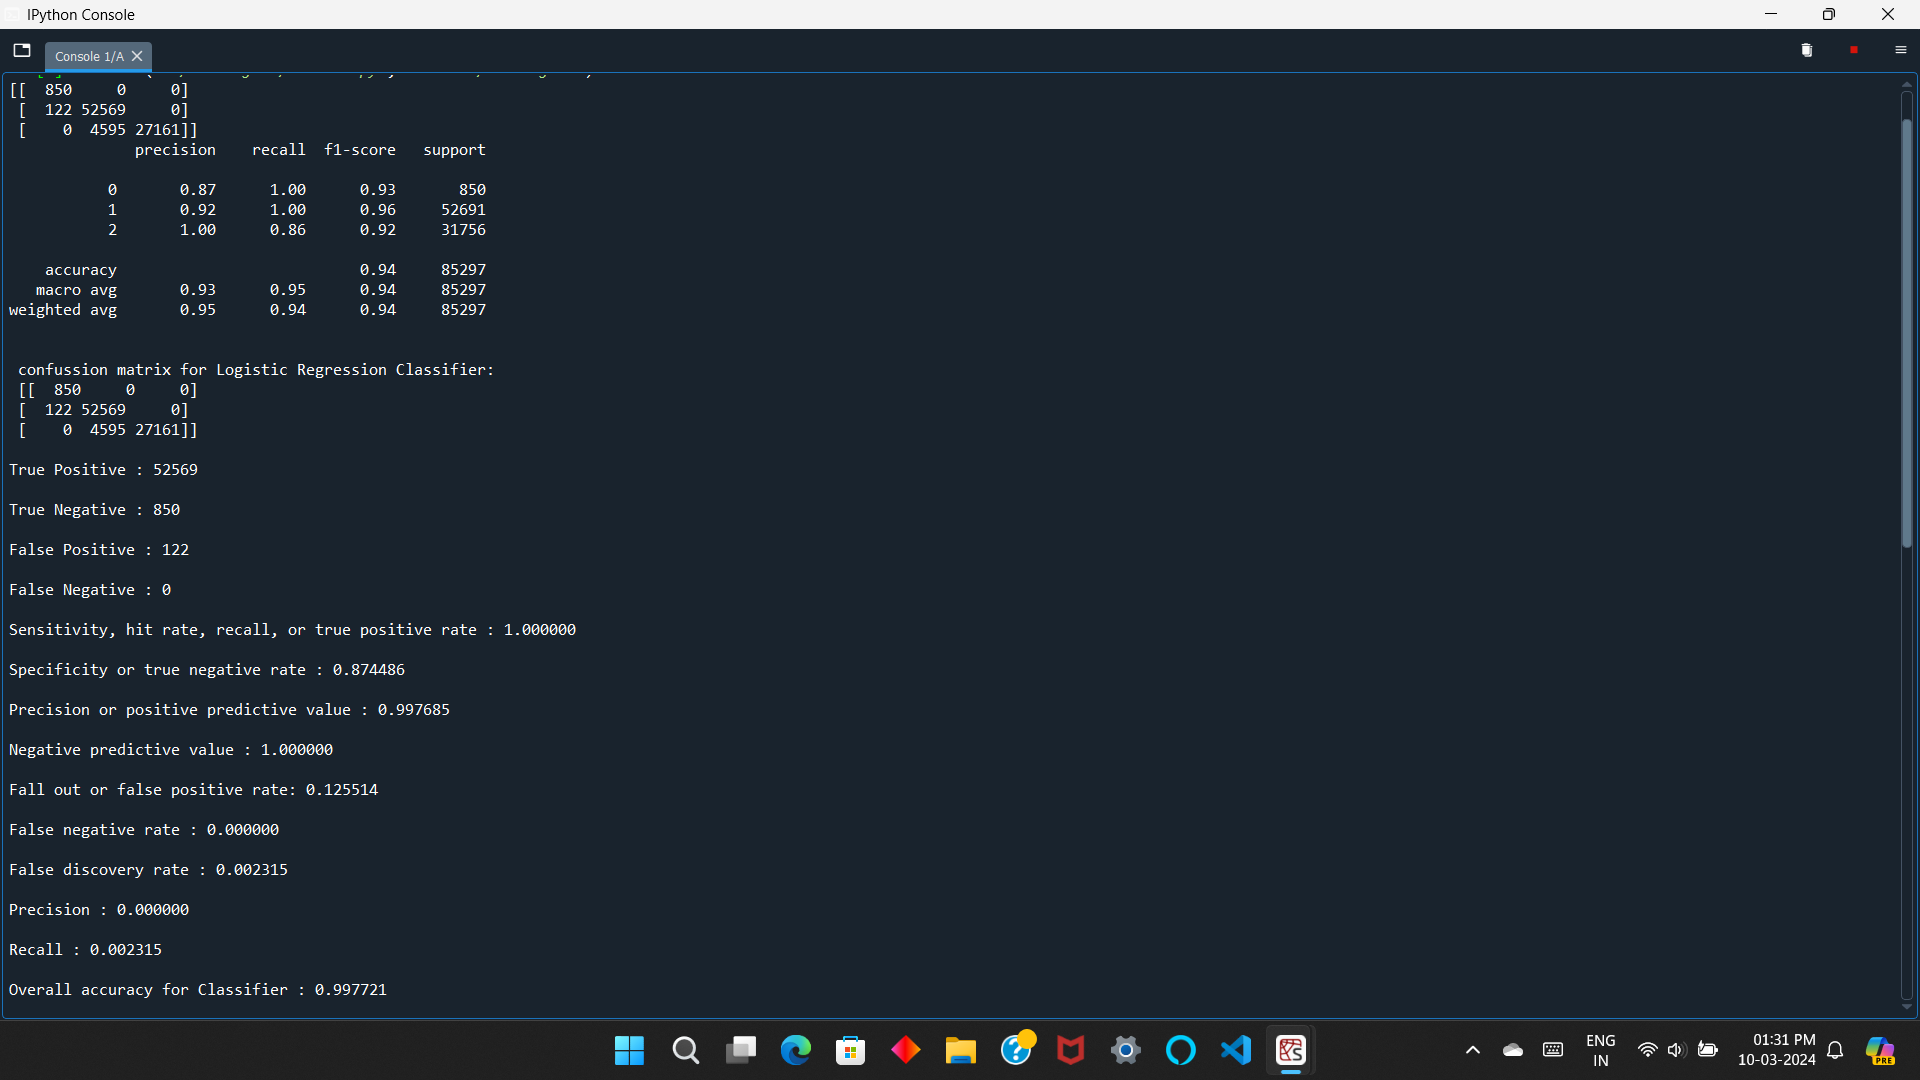 IPython Console
Console 1/A
[[  850     0     0]
 [  122 52569     0]
 [    0  4595 27161]]
              precision    recall  f1-score   support
           0       0.87      1.00      0.93       850
           1       0.92      1.00      0.96     52691
           2       1.00      0.86      0.92     31756
    accuracy                           0.94     85297
   macro avg       0.93      0.95      0.94     85297
weighted avg       0.95      0.94      0.94     85297
 confussion matrix for Logistic Regression Classifier:
 [[  850     0     0]
 [  122 52569     0]
 [    0  4595 27161]]
True Positive : 52569
True Negative : 850
False Positive : 122
False Negative : 0
Sensitivity, hit rate, recall, or true positive rate : 1.000000
Specificity or true negative rate : 0.874486
Precision or positive predictive value : 0.997685
Negative predictive value : 1.000000
Fall out or false positive rate: 0.125514
False negative rate : 0.000000
False discovery rate : 0.002315
Precision : 0.000000
Recall : 0.002315
Overall accuracy for Classifier : 0.997721
ENG
IN
01:31 PM
10-03-2024
PRE